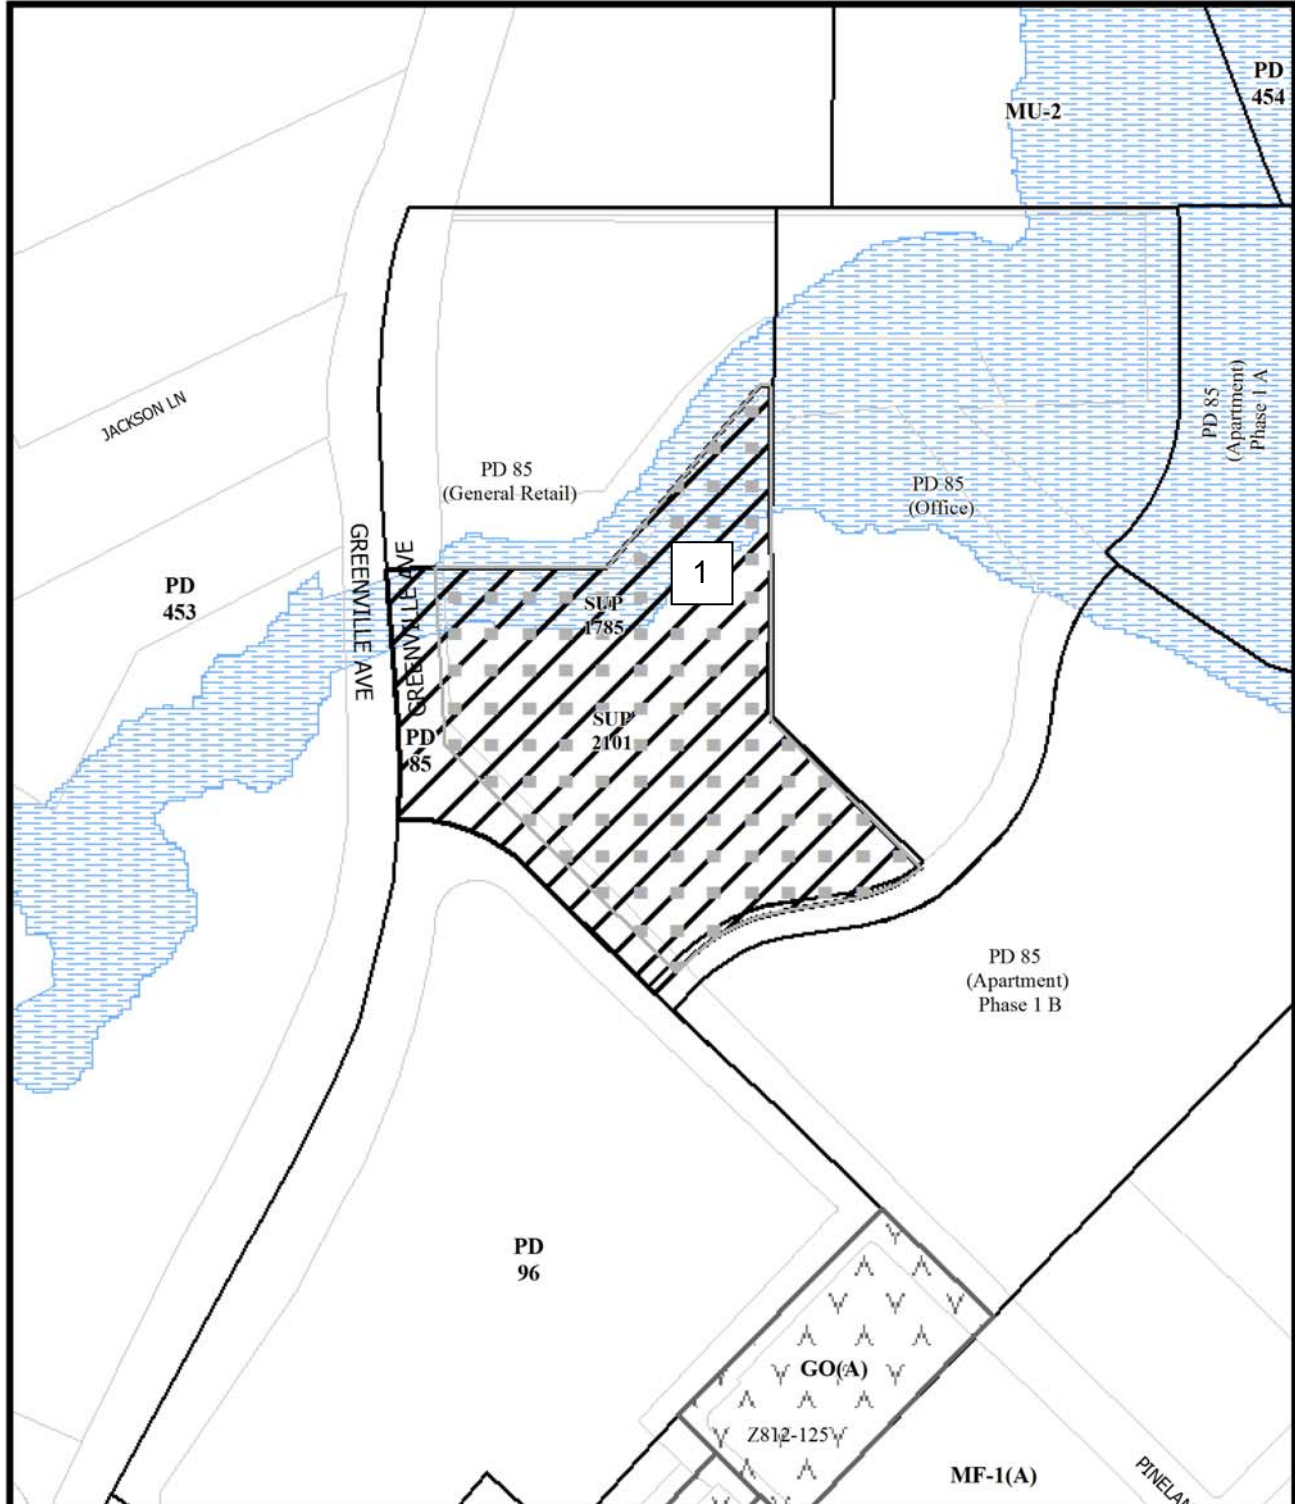 PD
454
MU-2
PD 85
(Apartment)
Phase 1 A
JACKSON LN
PD 85
(General Retail)
PD 85
(Office)
GREENVILLE AVE
GREENVILLE AVE
1
PD
453
SUP
1785
SUP
2101
PD
85
PD 85
(Apartment)
Phase 1 B
PD
96
GO(A)
Z812-125
MF-1(A)
PINELAN